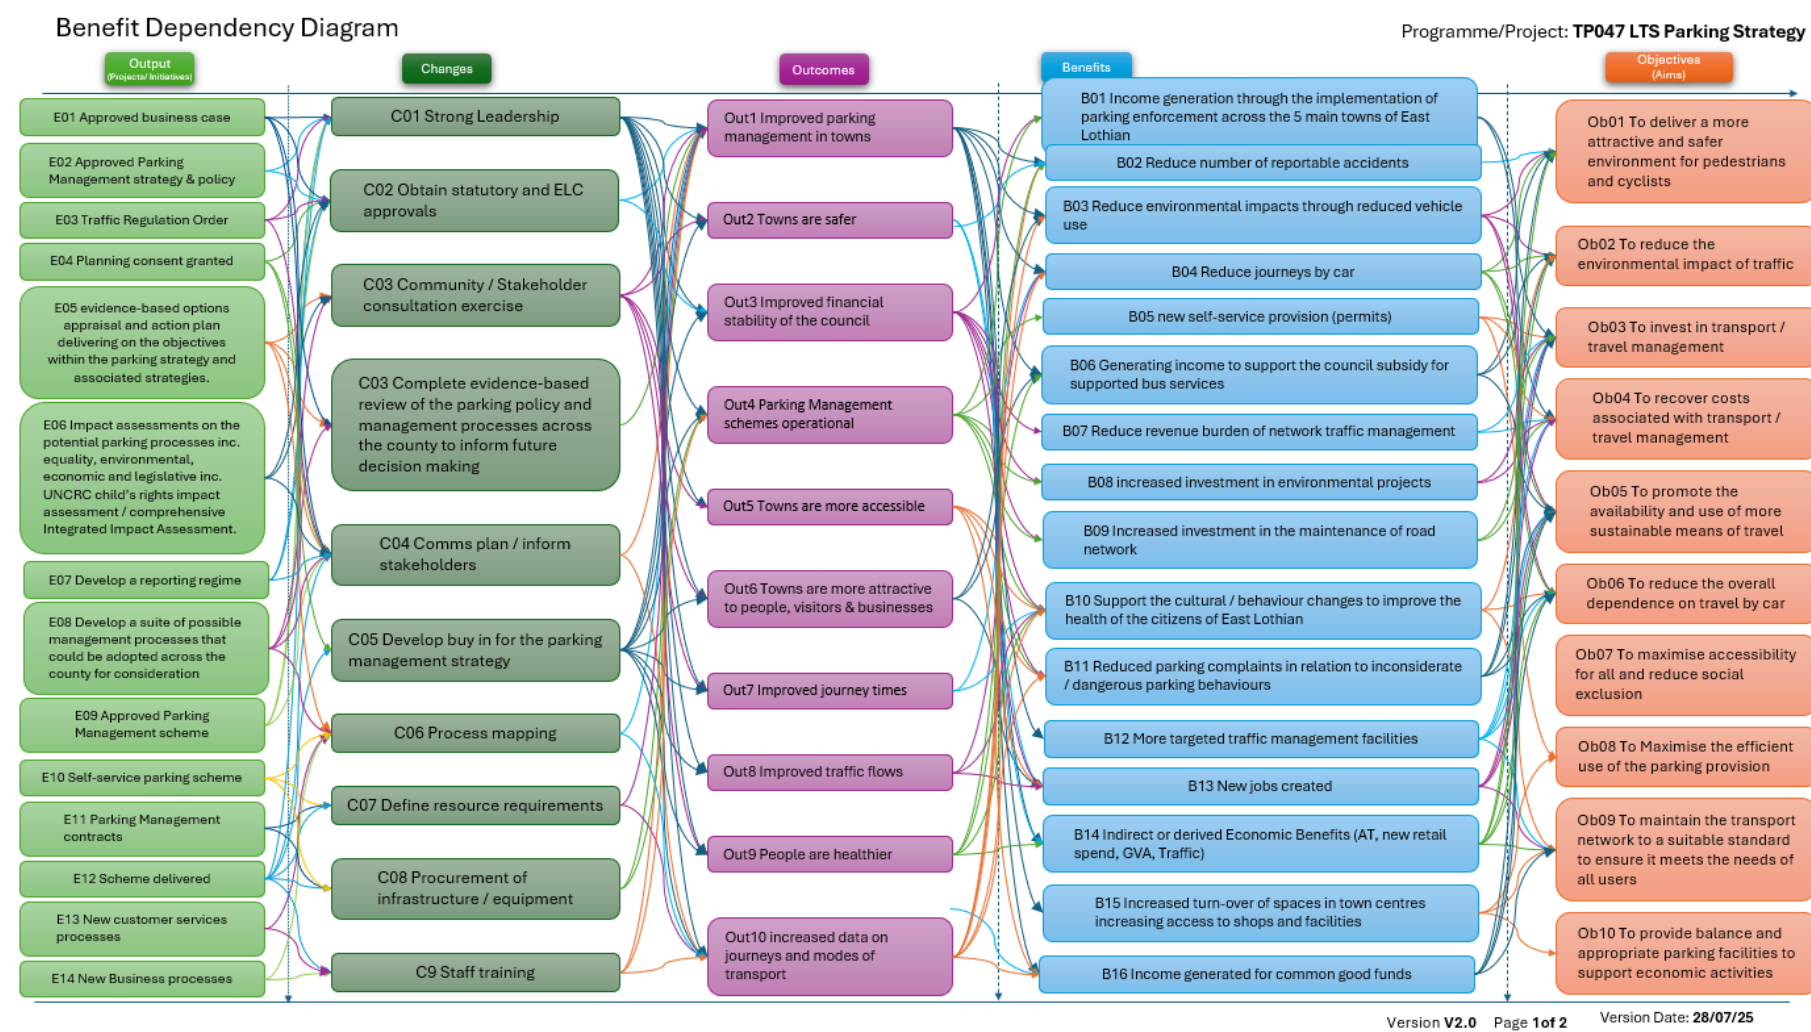 Benefit Dependency Diagram
Programme/Project: TP047 LTS Parking Strategy
Output
(Projects/ Initiatives)
Changes
Outcomes
Benefits
Objectives
(Aims)
E01 Approved business case
E02 Approved Parking
Management strategy & policy
E03 Traffic Regulation Order
E04 Planning consent granted
E05 evidence-based options
appraisal and action plan
delivering on the objectives
within the parking strategy and
associated strategies.
E06 Impact assessments on the
potential parking processes inc.
equality, environmental,
economic and legislative inc.
UNCRC child's rights impact
assessment / comprehensive
Integrated Impact Assessment.
E07 Develop a reporting regime
E08 Develop a suite of possible
management processes that
could be adopted across the
county for consideration
E09 Approved Parking
Management scheme
E10 Self-service parking scheme
E11 Parking Management
contracts
E12 Scheme delivered
E13 New customer services
processes
E14 New Business processes
C01 Strong Leadership
C02 Obtain statutory and ELC
approvals
C03 Community / Stakeholder
consultation exercise
C03 Complete evidence-based
review of the parking policy and
management processes across
the county to inform future
decision making
C04 Comms plan / inform
stakeholders
C05 Develop buy in for the parking
management strategy
C06 Process mapping
C07 Define resource requirements
C08 Procurement of
infrastructure / equipment
C9 Staff training
Out1 Improved parking
management in towns
Out2 Towns are safer
Out3 Improved financial
stability of the council
Out4 Parking Management
schemes operational
Out5 Towns are more accessible
Out6 Towns are more attractive
to people, visitors & businesses
Out7 Improved journey times
Out8 Improved traffic flows
Out9 People are healthier
Out10 increased data on
journeys and modes of
transport
B01 Income generation through the implementation of
parking enforcement across the 5 main towns of East
Lothian
B02 Reduce number of reportable accidents
B03 Reduce environmental impacts through reduced vehicle
use
B04 Reduce journeys by car
B05 new self-service provision (permits)
B06 Generating income to support the council subsidy for
supported bus services
B07 Reduce revenue burden of network traffic management
B08 increased investment in environmental projects
B09 Increased investment in the maintenance of road
network
B10 Support the cultural / behaviour changes to improve the
health of the citizens of East Lothian
B11 Reduced parking complaints in relation to inconsiderate
/ dangerous parking behaviours
B12 More targeted traffic management facilities
B13 New jobs created
B14 Indirect or derived Economic Benefits (AT, new retail
spend, GVA, Traffic)
B15 Increased turn-over of spaces in town centres
increasing access to shops and facilities
B16 Income generated for common good funds
Ob01 To deliver a more
attractive and safer
environment for pedestrians
and cyclists
Ob02 To reduce the
environmental impact of traffic
Ob03 To invest in transport /
travel management
Ob04 To recover costs
associated with transport /
travel management
Ob05 To promote the
availability and use of more
sustainable means of travel
Ob06 To reduce the overall
dependence on travel by car
Ob07 To maximise accessibility
for all and reduce social
exclusion
Ob08 To Maximise the efficient
use of the parking provision
Ob09 To maintain the transport
network to a suitable standard
to ensure it meets the needs of
all users
Ob10 To provide balance and
appropriate parking facilities to
support economic activities
Version V2.0 Page 1of 2 Version Date: 28/07/25